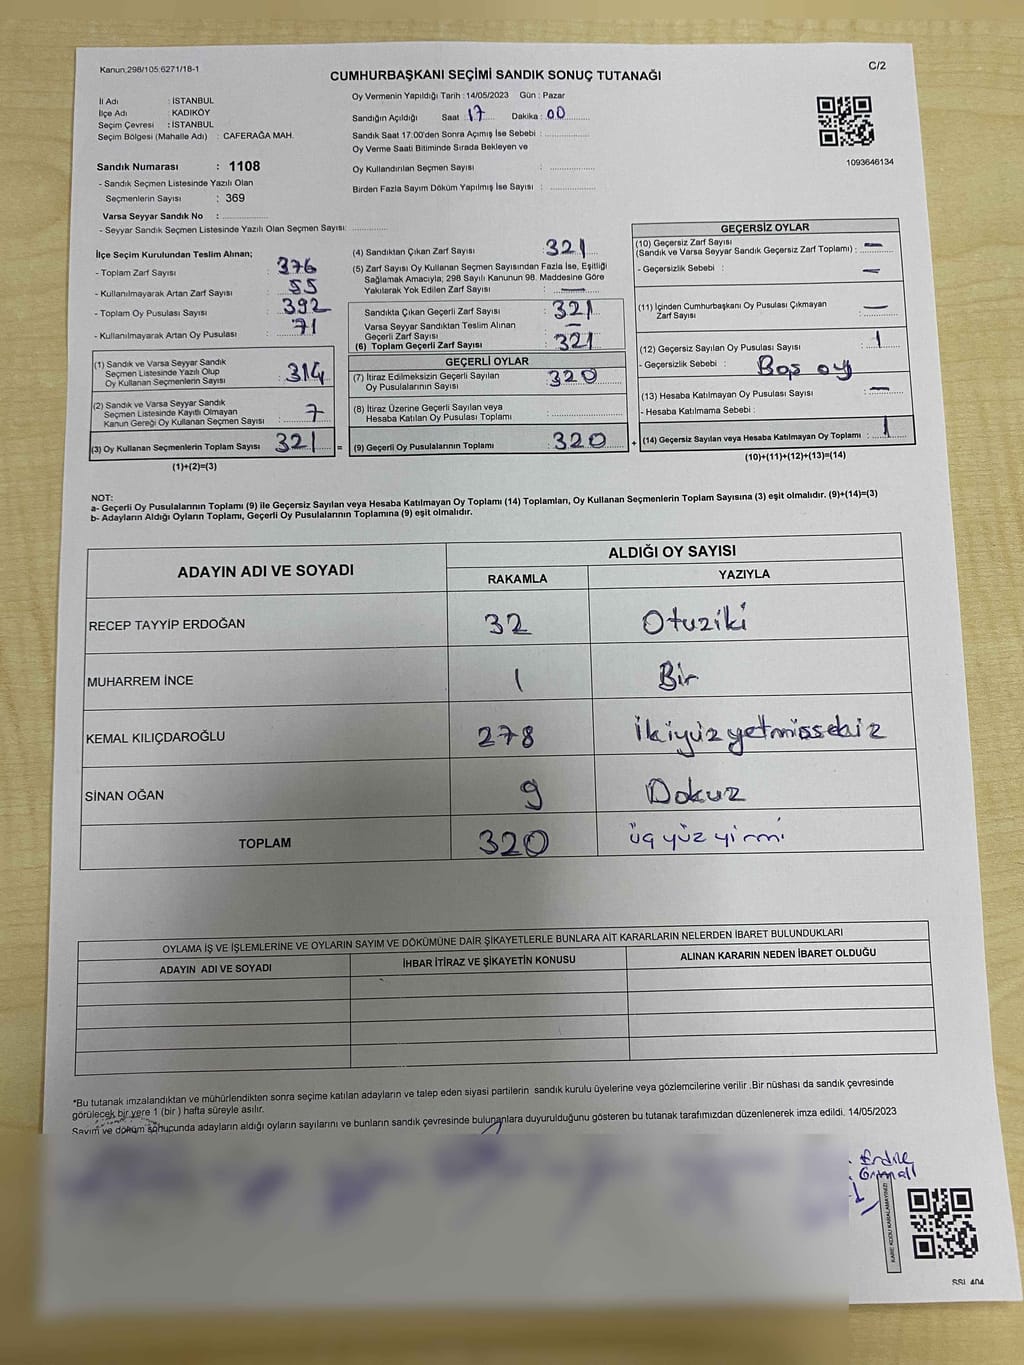 Kanun:298/105:6271/18-1
C/2
CUMHURBAŞKANI SEÇİMİ SANDIK SONUÇ TUTANAĞI
İl Adı : İSTANBUL
İlçe Adı : KADIKÖY
Seçim Çevresi : İSTANBUL
Seçim Bölgesi (Mahalle Adı) : CAFERAĞA MAH.
Oy Vermenin Yapıldığı Tarih : 14/05/2023 Gün : Pazar
Sandığın Açıldığı Saat : 17 Dakika : 00
Sandık Saat 17:00'den Sonra Açımış İse Sebebi :
Oy Verme Saati Bitiminde Sırada Bekleyen ve
Oy Kullandırılan Seçmen Sayısı :
Birden Fazla Sayım Döküm Yapılmış İse Sayısı :
1093646134
Sandık Numarası : 1108
- Sandık Seçmen Listesinde Yazılı Olan
Seçmenlerin Sayısı : 369
Varsa Seyyar Sandık No :
- Seyyar Sandık Seçmen Listesinde Yazılı Olan Seçmen Sayısı:
İlçe Seçim Kurulundan Teslim Alınan;
- Toplam Zarf Sayısı : 376
- Kullanılmayarak Artan Zarf Sayısı : 55
- Toplam Oy Pusulası Sayısı : 392
- Kullanılmayarak Artan Oy Pusulası : 71
(1) Sandık ve Varsa Seyyar Sandık
Seçmen Listesinde Yazılı Olup
Oy Kullanan Seçmenlerin Sayısı : 314
(2) Sandık ve Varsa Seyyar Sandık
Seçmen Listesinde Kayıtlı Olmayan
Kanun Gereği Oy Kullanan Seçmen Sayısı : 7
(3) Oy Kullanan Seçmenlerin Toplam Sayısı 321 =
(1)+(2)=(3)
(4) Sandıktan Çıkan Zarf Sayısı : 321
(5) Zarf Sayısı Oy Kullanan Seçmen Sayısından Fazla İse, Eşitliği
Sağlamak Amacıyla; 298 Sayılı Kanunun 98. Maddesine Göre
Yakılarak Yok Edilen Zarf Sayısı : —
Sandıkta Çıkan Geçerli Zarf Sayısı : 321
Varsa Seyyar Sandıktan Teslim Alınan
Geçerli Zarf Sayısı : —
(6) Toplam Geçerli Zarf Sayısı : 321
GEÇERLİ OYLAR
(7) İtiraz Edilmeksizin Geçerli Sayılan
Oy Pusulalarının Sayısı : 320
(8) İtiraz Üzerine Geçerli Sayılan veya
Hesaba Katılan Oy Pusulası Toplamı :
(9) Geçerli Oy Pusulalarının Toplamı : 320 +
GEÇERSİZ OYLAR
(10) Geçersiz Zarf Sayısı
(Sandık ve Varsa Seyyar Sandık Geçersiz Zarf Toplamı) : —
- Geçersizlik Sebebi : —
(11) İçinden Cumhurbaşkanı Oy Pusulası Çıkmayan
Zarf Sayısı : —
(12) Geçersiz Sayılan Oy Pusulası Sayısı : 1
- Geçersizlik Sebebi : Boş oy
(13) Hesaba Katılmayan Oy Pusulası Sayısı : —
- Hesaba Katılmama Sebebi :
(14) Geçersiz Sayılan veya Hesaba Katılmayan Oy Toplamı : 1
(10)+(11)+(12)+(13)=(14)
NOT:
a- Geçerli Oy Pusulalarının Toplamı (9) ile Geçersiz Sayılan veya Hesaba Katılmayan Oy Toplamı (14) Toplamları, Oy Kullanan Seçmenlerin Toplam Sayısına (3) eşit olmalıdır. (9)+(14)=(3)
b- Adayların Aldığı Oyların Toplamı, Geçerli Oy Pusulalarının Toplamına (9) eşit olmalıdır.
ADAYIN ADI VE SOYADI
ALDIĞI OY SAYISI
RAKAMLA YAZIYLA
RECEP TAYYİP ERDOĞAN 32 Otuziki
MUHARREM İNCE 1 Bir
KEMAL KILIÇDAROĞLU 278 İkiyüzyetmissekiz
SİNAN OĞAN 9 Dokuz
TOPLAM 320 üçyüzyirmi
OYLAMA İŞ VE İŞLEMLERİNE VE OYLARIN SAYIM VE DÖKÜMÜNE DAİR ŞİKAYETLERLE BUNLARA AİT KARARLARIN NELERDEN İBARET BULUNDUKLARI
ADAYIN ADI VE SOYADI İHBAR İTİRAZ VE ŞİKAYETİN KONUSU ALINAN KARARIN NEDEN İBARET OLDUĞU
*Bu tutanak imzalandıktan ve mühürlendikten sonra seçime katılan adayların ve talep eden siyasi partilerin sandık kurulu üyelerine veya gözlemcilerine verilir .Bir nüshası da sandık çevresinde
görülecek bir yere 1 (bir ) hafta süreyle asılır.
Sayım ve döküm sonucunda adayların aldığı oyların sayılarını ve bunların sandık çevresinde bulunanlara duyurulduğunu gösteren bu tutanak tarafımızdan düzenlenerek imza edildi. 14/05/2023
KARE KODU KARALAMAYINIZ!